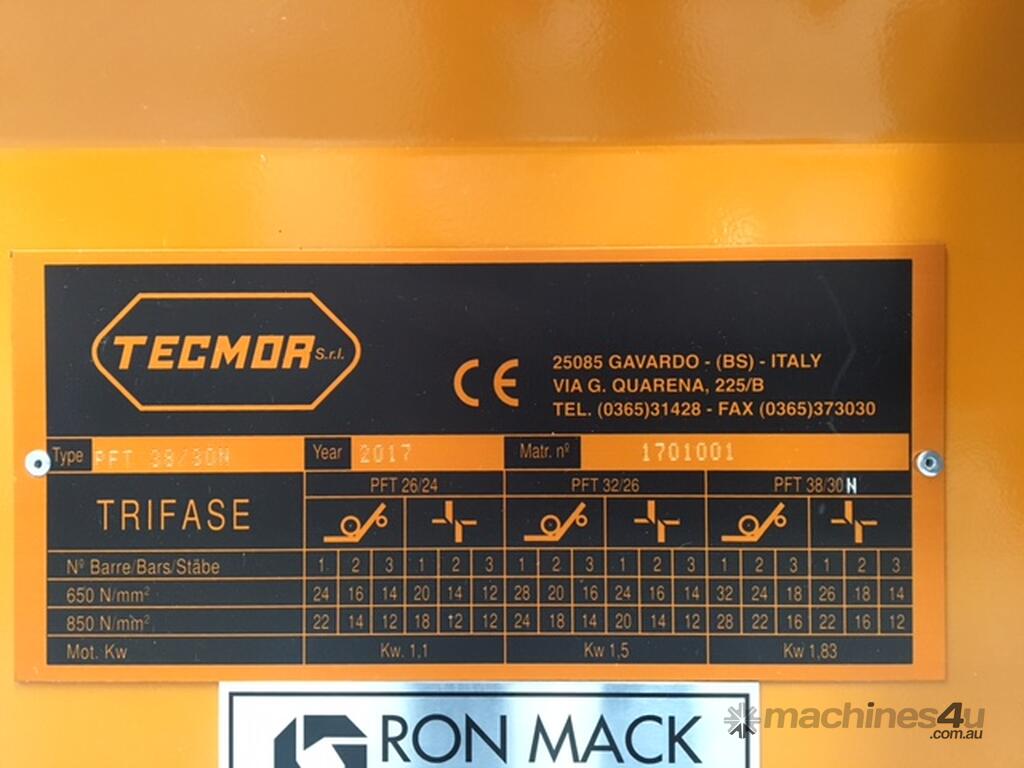 TECMOR S.r.l.
CE
25085 GAVARDO - (BS) - ITALY
VIA G. QUARENA, 225/B
TEL. (0365)31428 - FAX (0365)373030
Type PFT 38/30N Year 2017 Matr. nº 1701001
TRIFASE PFT 26/24 PFT 32/26 PFT 38/30 N
Nº Barre/Bars/Stäbe 1 2 3 1 2 3 1 2 3 1 2 3 1 2 3 1 2 3
650 N/mm² 24 16 14 20 14 12 28 20 16 24 16 14 32 24 18 26 18 14
850 N/mm² 22 14 12 18 12 12 24 18 14 20 14 12 28 22 16 22 16 12
Mot. Kw Kw. 1,1 Kw 1,5 Kw 1,83
RON MACK
machines4u
.com.au